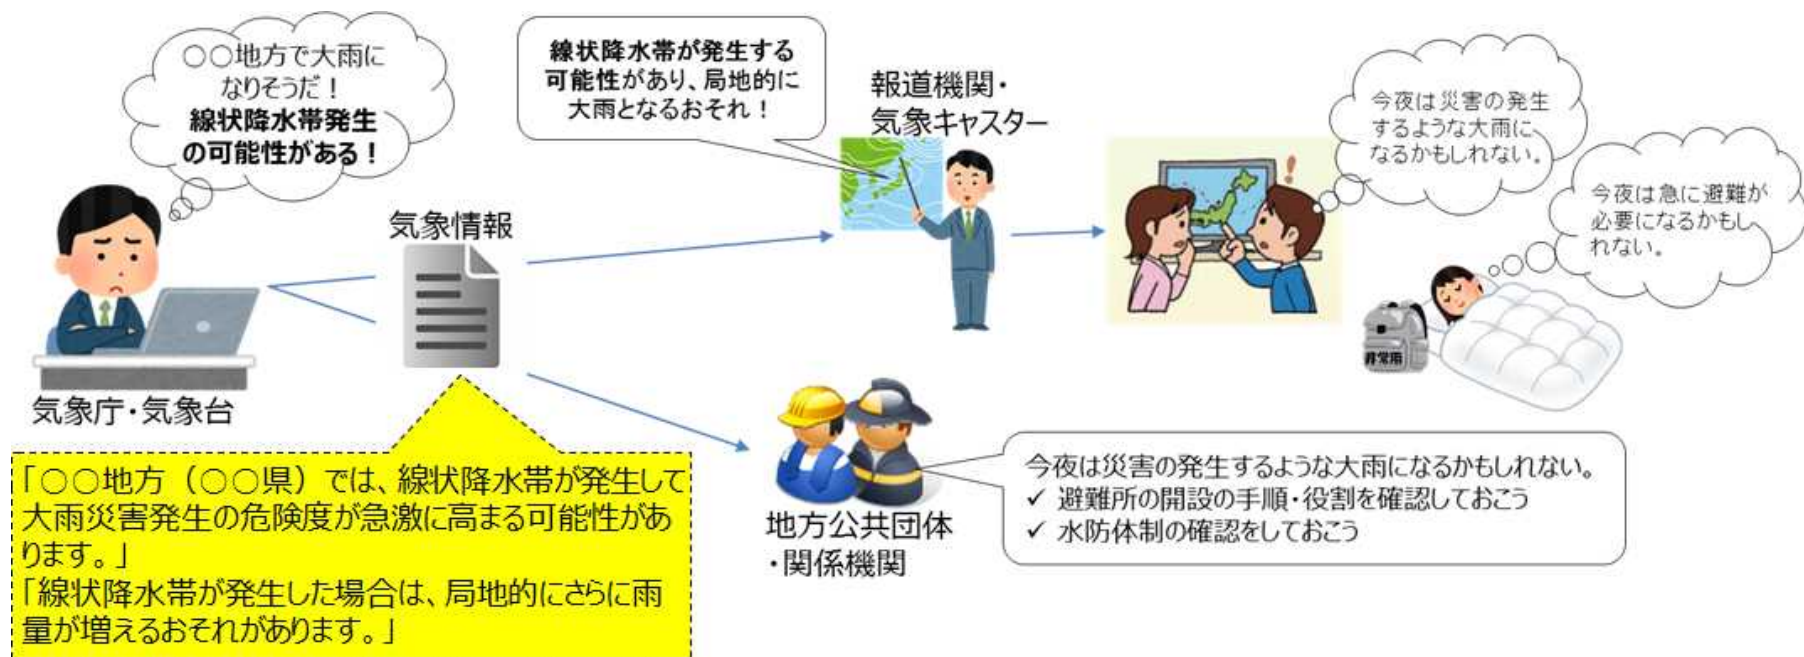 ○○地方で大雨に
なりそうだ！
線状降水帯発生
の可能性がある！
気象庁・気象台
気象情報
「○○地方（○○県）では、線状降水帯が発生して
大雨災害発生の危険度が急激に高まる可能性があ
ります。」
「線状降水帯が発生した場合は、局地的にさらに雨
量が増えるおそれがあります。」
線状降水帯が発生する
可能性があり、局地的に
大雨となるおそれ！
報道機関・
気象キャスター
今夜は災害の発生
するような大雨に
なるかもしれない。
今夜は急に避難が
必要になるかもし
れない。
非常用
地方公共団体
・関係機関
今夜は災害の発生するような大雨になるかもしれない。
✓ 避難所の開設の手順・役割を確認しておこう
✓ 水防体制の確認をしておこう